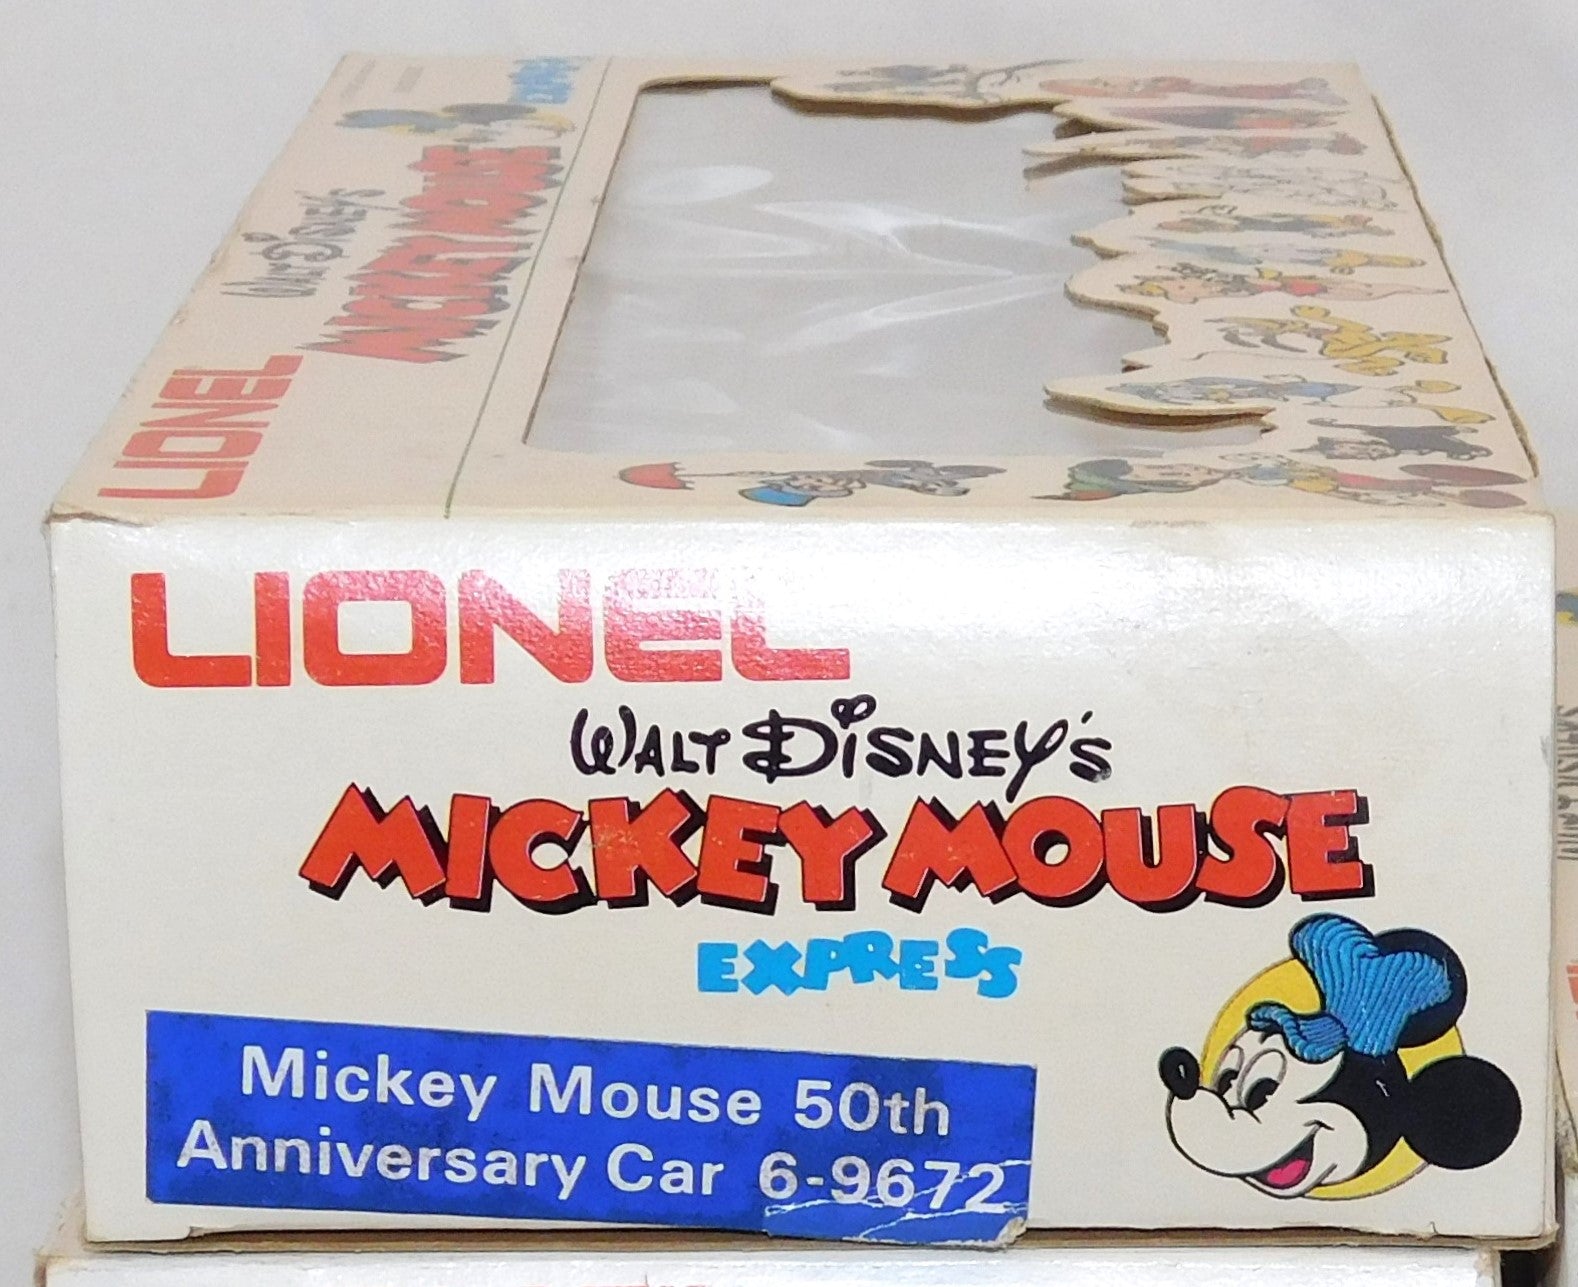 LIONEL
WALT DISNEY'S
MICKEY MOUSE
LIONEL
WALT DISNEY'S
MICKEY MOUSE
EXPRESS
Mickey Mouse 50th
Anniversary Car 6-9672